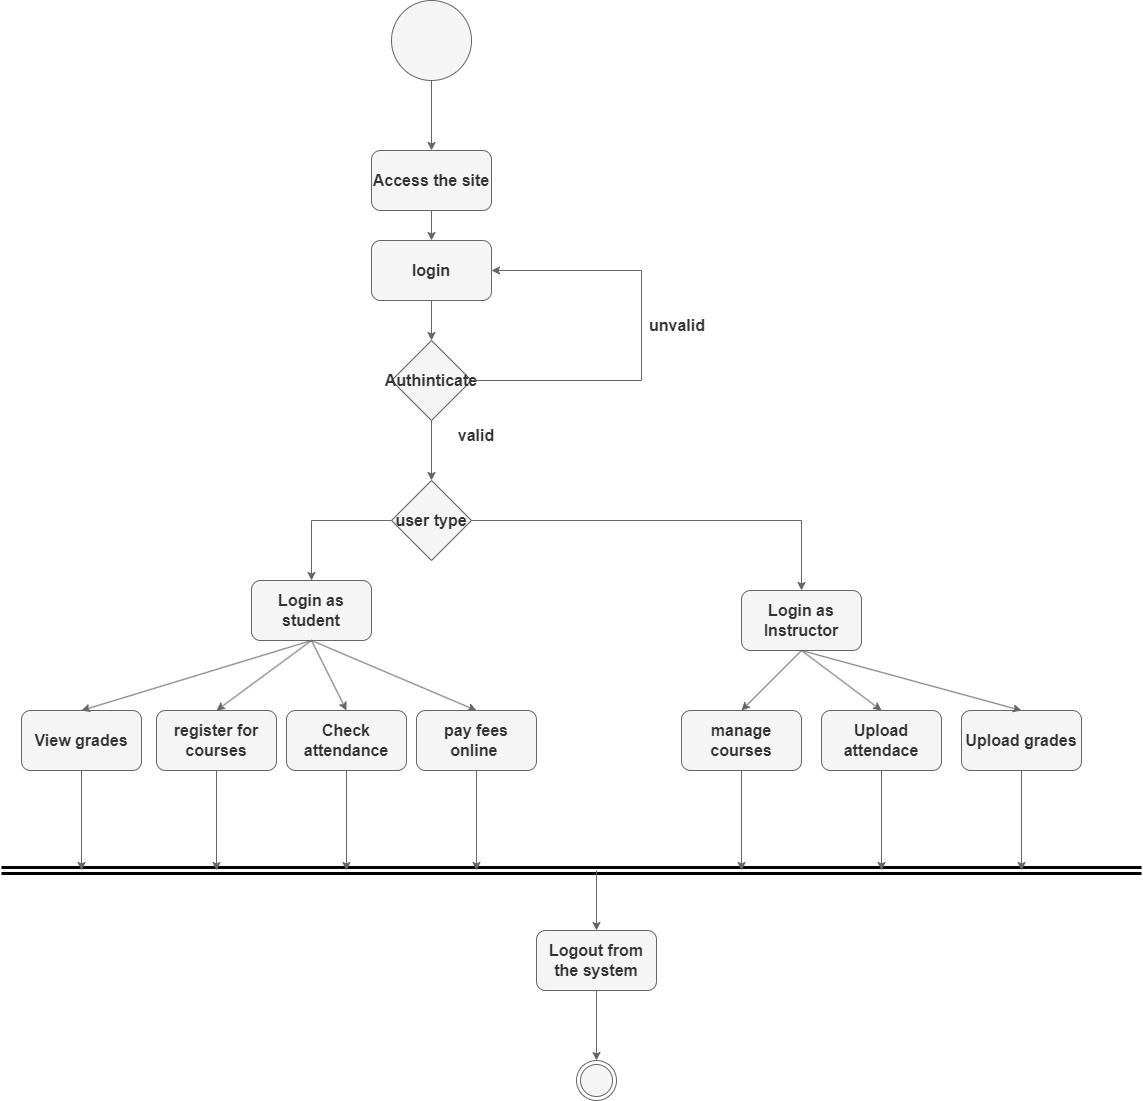 Access the site
login
unvalid
Authinticate
valid
user type
Login as
student
Login as
Instructor
View grades
register for
courses
Check
attendance
pay fees
online
manage
courses
Upload
attendace
Upload grades
Logout from
the system